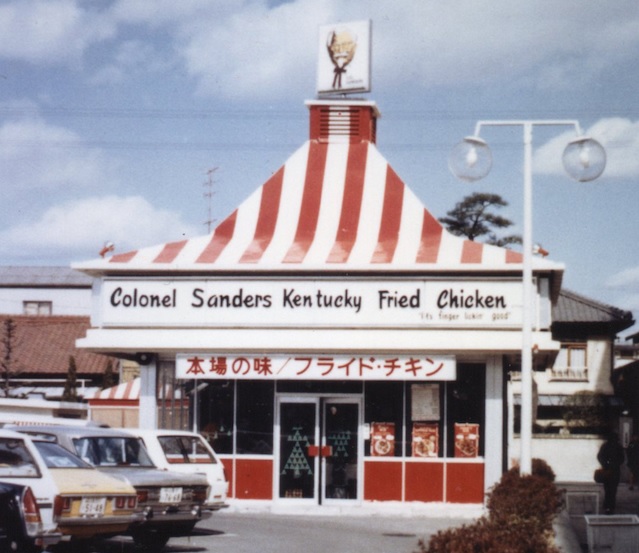 Colonel Sanders Kentucky Fried Chicken
"it's finger lickin' good"
本場の味/フライド・チキン